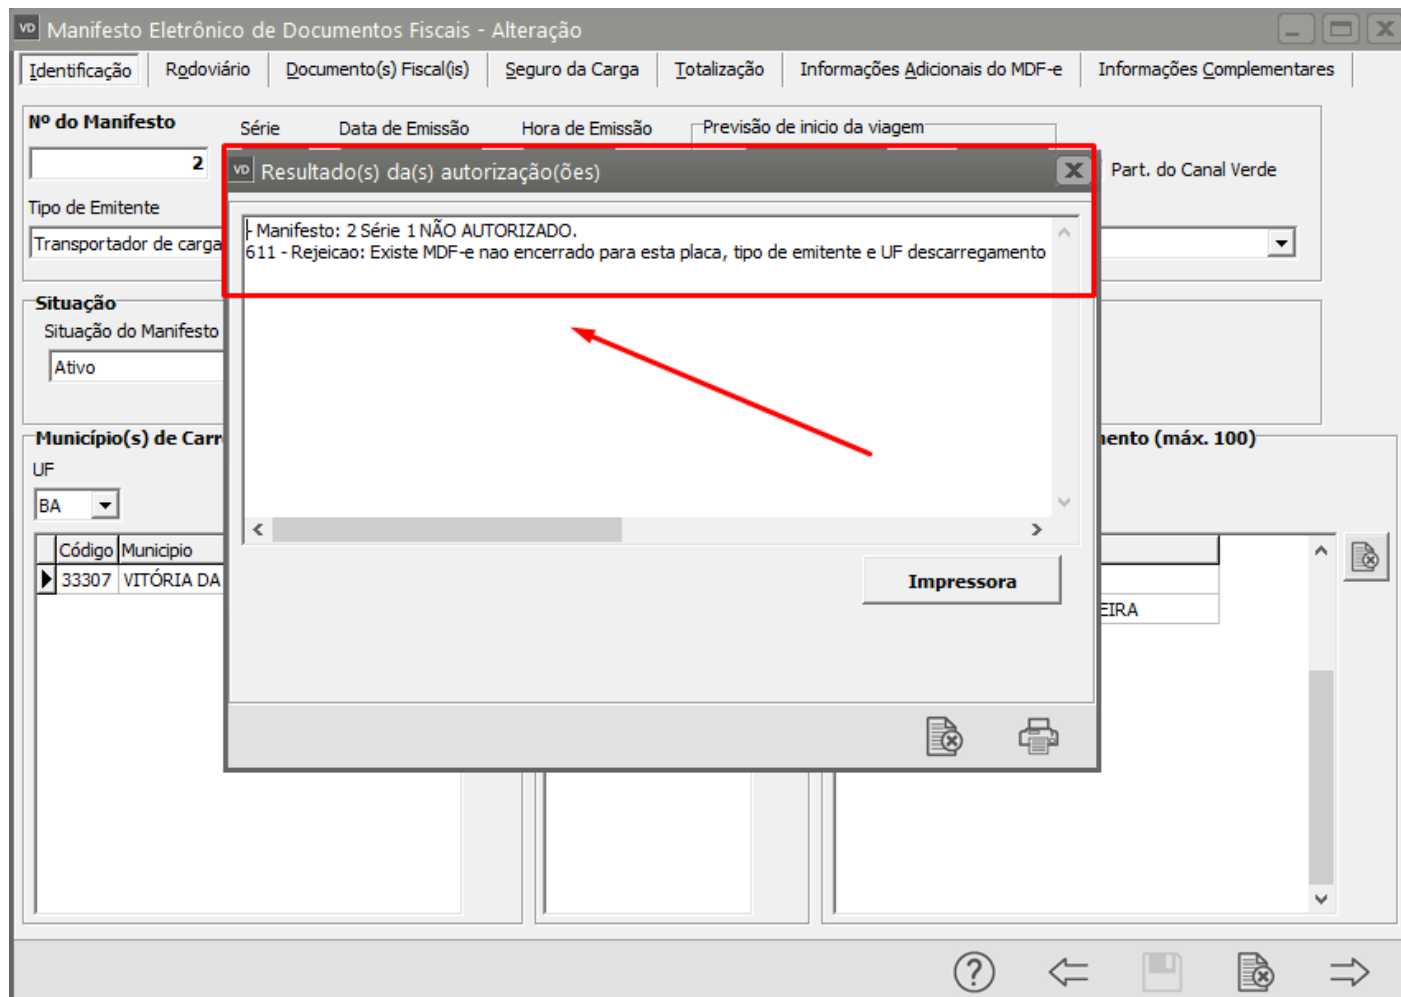 VD Manifesto Eletrônico de Documentos Fiscais - Alteração
Identificação Rodoviário Documento(s) Fiscal(is) Seguro da Carga Totalização Informações Adicionais do MDF-e Informações Complementares
Nº do Manifesto Série Data de Emissão Hora de Emissão Previsão de inicio da viagem
2
Part. do Canal Verde
Tipo de Emitente
Transportador de carga
VD Resultado(s) da(s) autorização(ões)
- Manifesto: 2 Série 1 NÃO AUTORIZADO.
611 - Rejeicao: Existe MDF-e nao encerrado para esta placa, tipo de emitente e UF descarregamento
Impressora
Situação
Situação do Manifesto
Ativo
Município(s) de Carr
mento (máx. 100)
UF
BA
Código Municipio
33307 VITÓRIA DA
EIRA